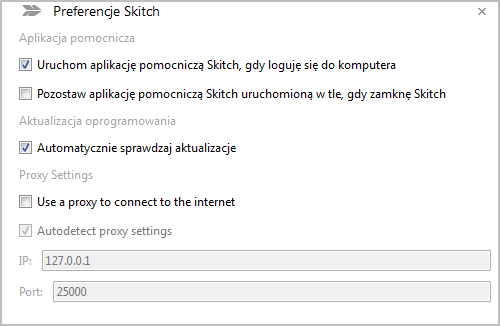 Preferencje Skitch
Aplikacja pomocnicza
Uruchom aplikację pomocniczą Skitch, gdy loguję się do komputera
Pozostaw aplikację pomocniczą Skitch uruchomioną w tle, gdy zamknę Skitch
Aktualizacja oprogramowania
Automatycznie sprawdzaj aktualizacje
Proxy Settings
Use a proxy to connect to the internet
Autodetect proxy settings
IP: 127.0.0.1
Port: 25000